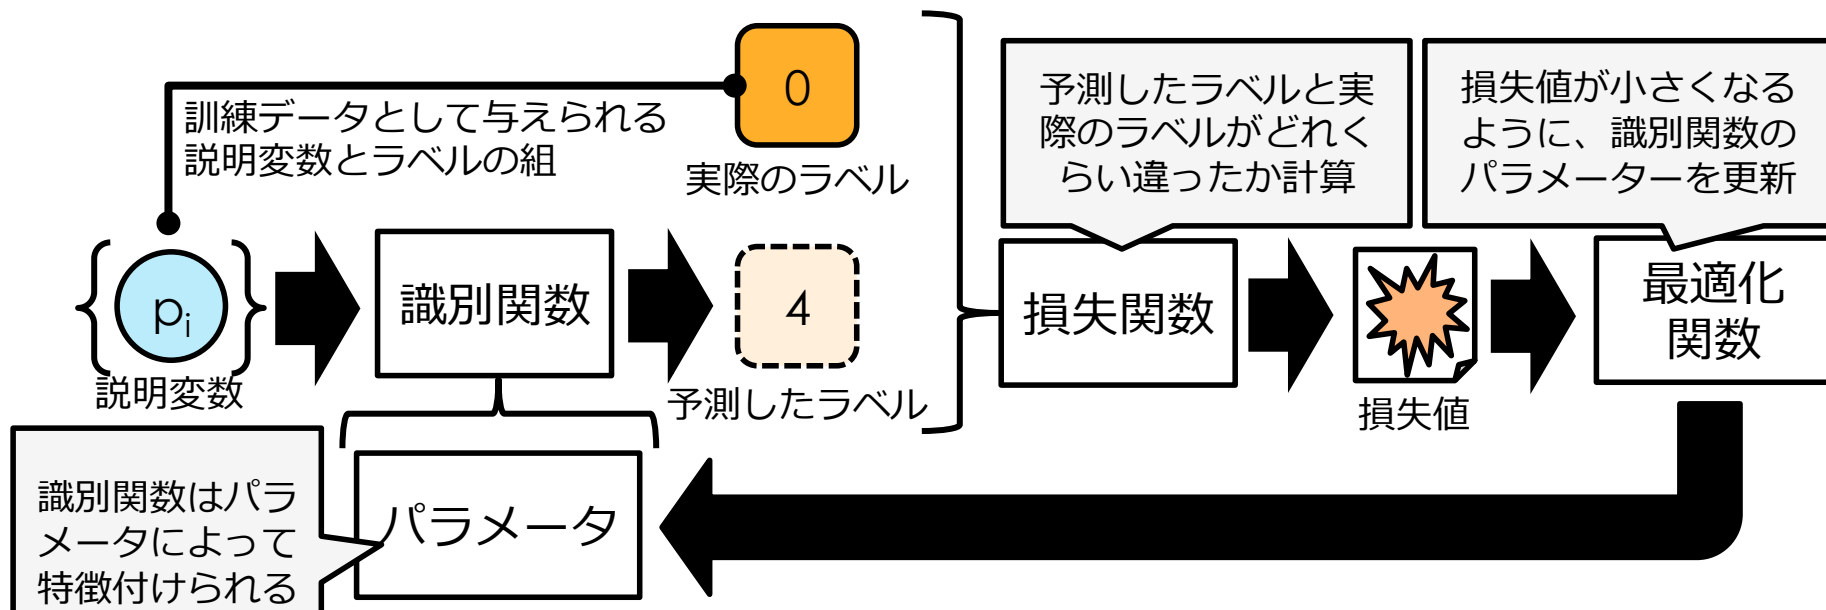 0
訓練データとして与えられる
説明変数とラベルの組
実際のラベル
予測したラベルと実
際のラベルがどれく
らい違ったか計算
損失値が小さくなる
ように、識別関数の
パラメーターを更新
pi
説明変数
識別関数
4
予測したラベル
損失関数
損失値
最適化
関数
識別関数はパラ
メータによって
特徴付けられる
パラメータ